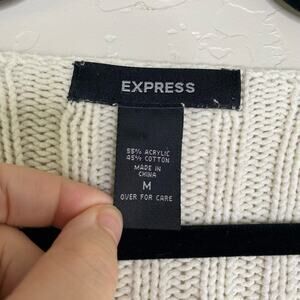 EXPRESS
55% ACRYLIC
45% COTTON
MADE IN
CHINA
M
OVER FOR CARE